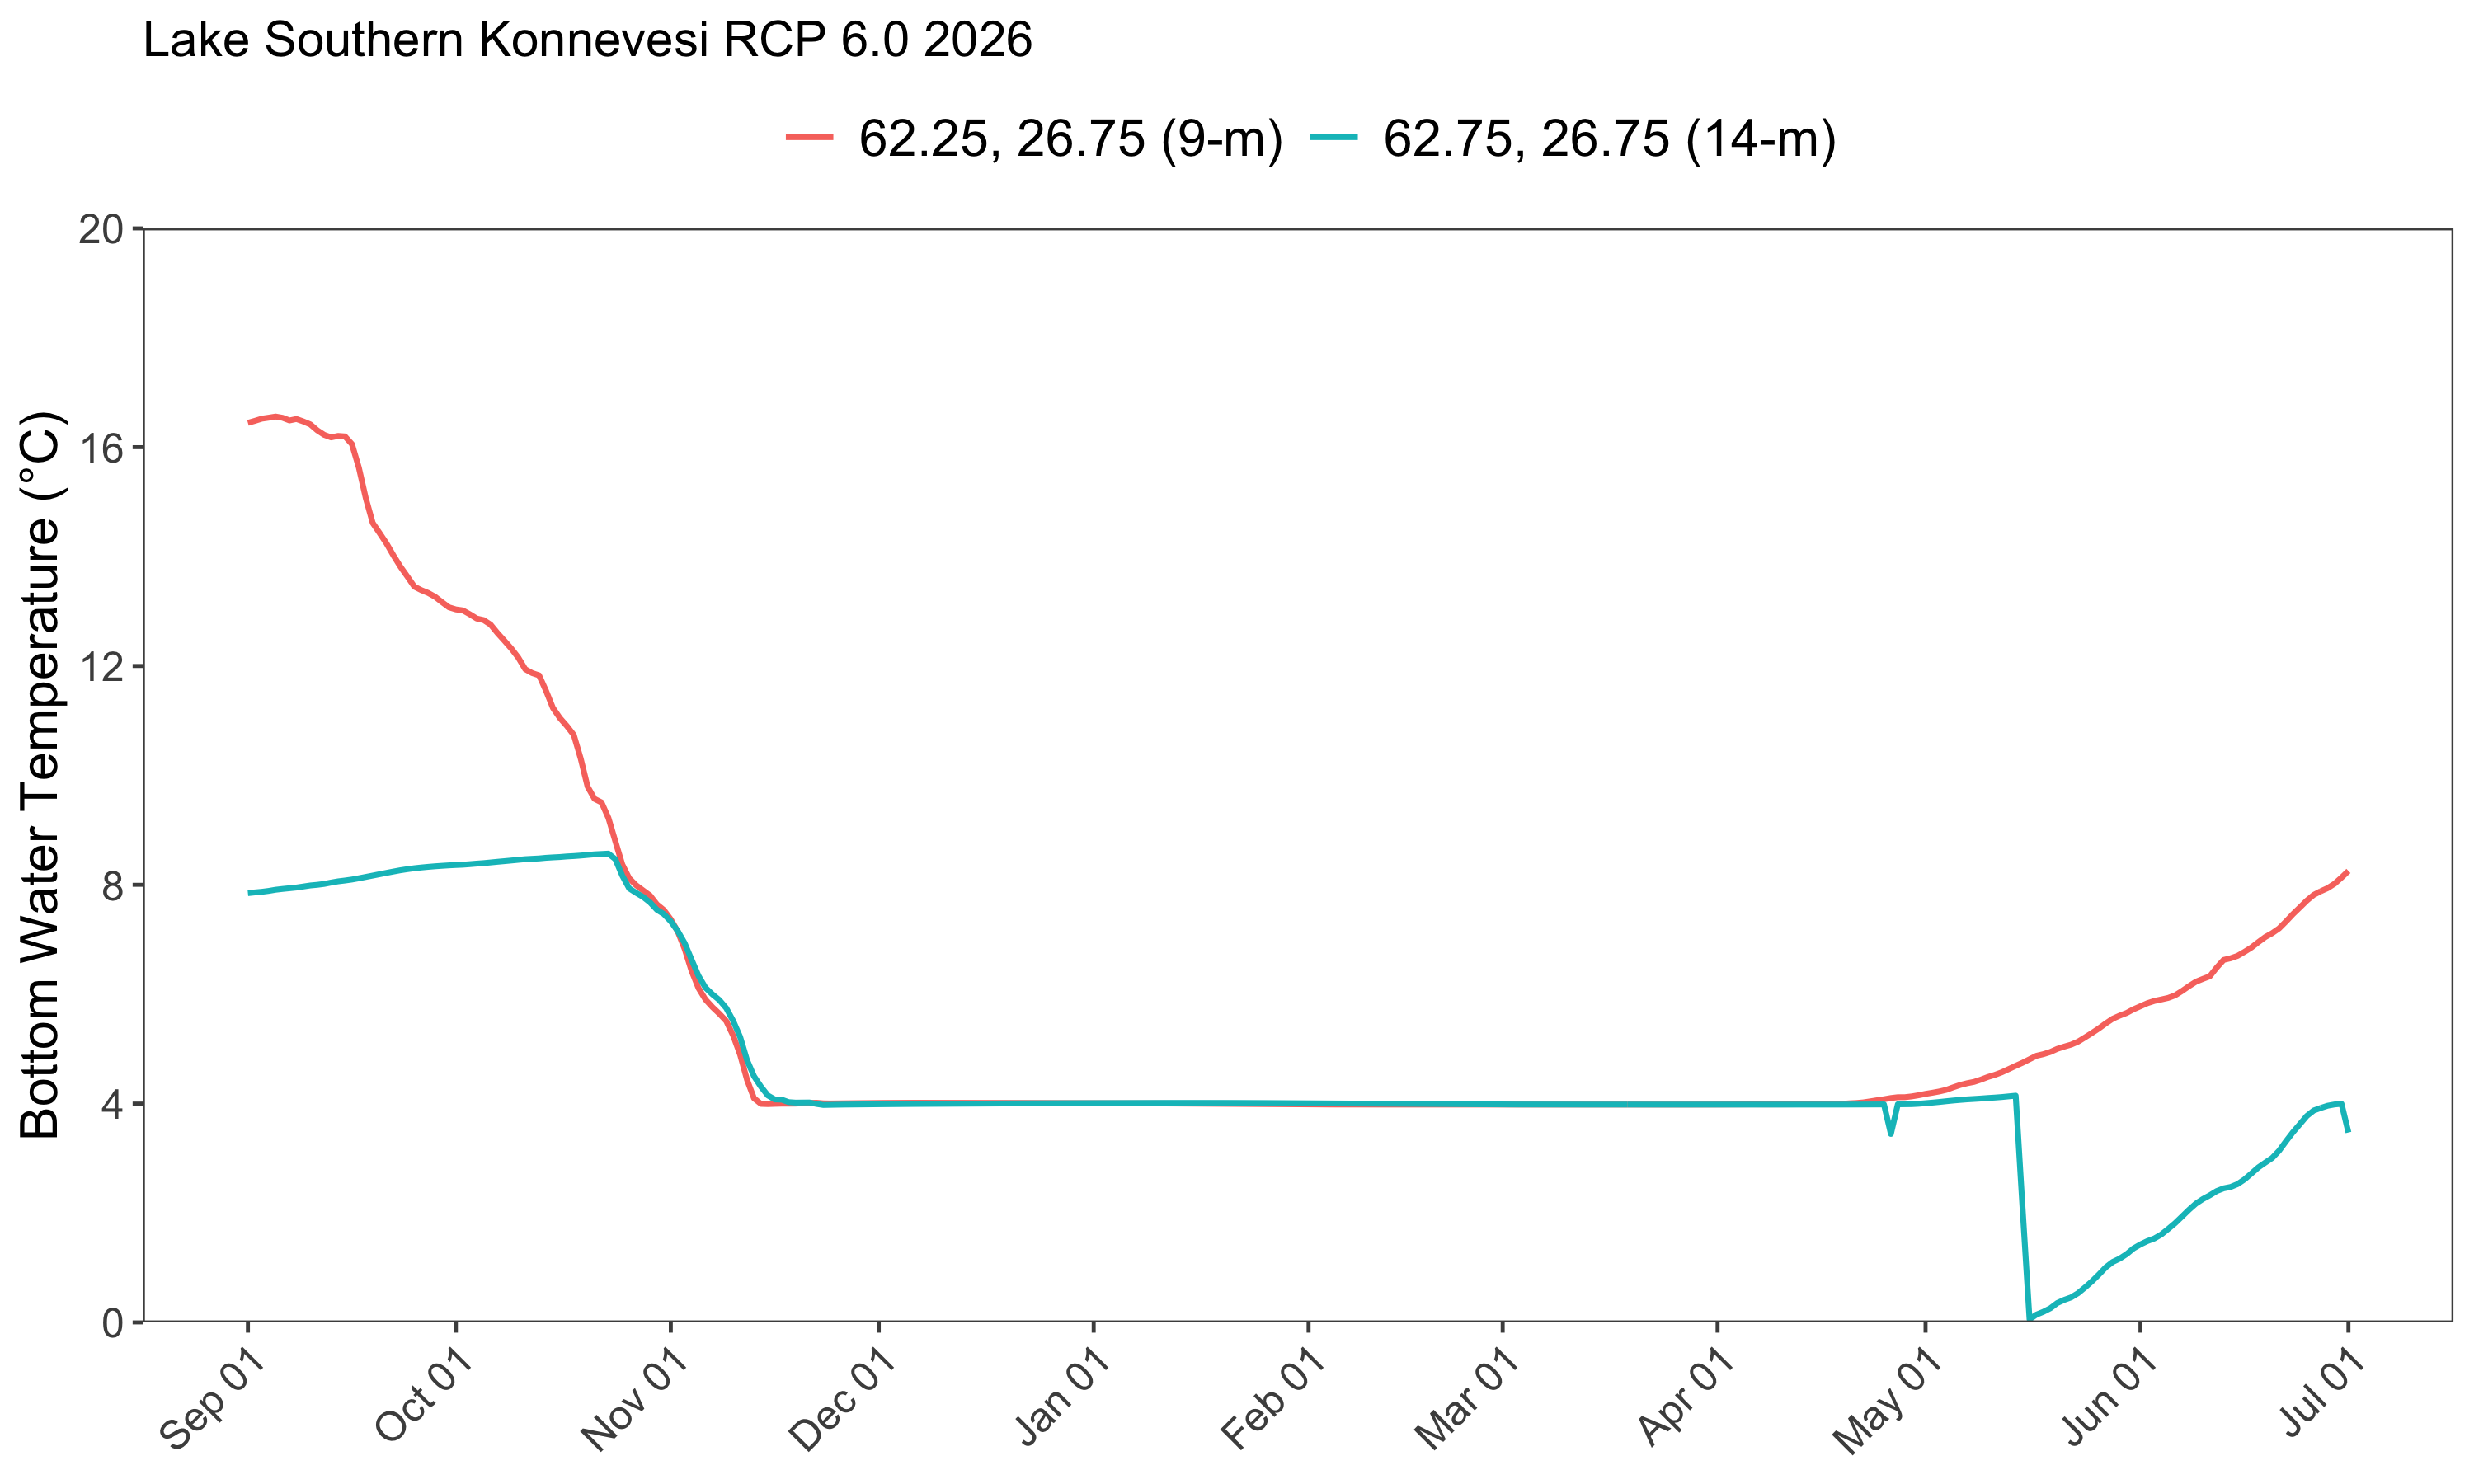 Lake Southern Konnevesi RCP 6.0 2026
62.25, 26.75 (9-m) 62.75, 26.75 (14-m)
Bottom Water Temperature (°C)
20
16
12
8
4
0
Sep 01 Oct 01 Nov 01 Dec 01 Jan 01 Feb 01 Mar 01 Apr 01 May 01 Jun 01 Jul 01